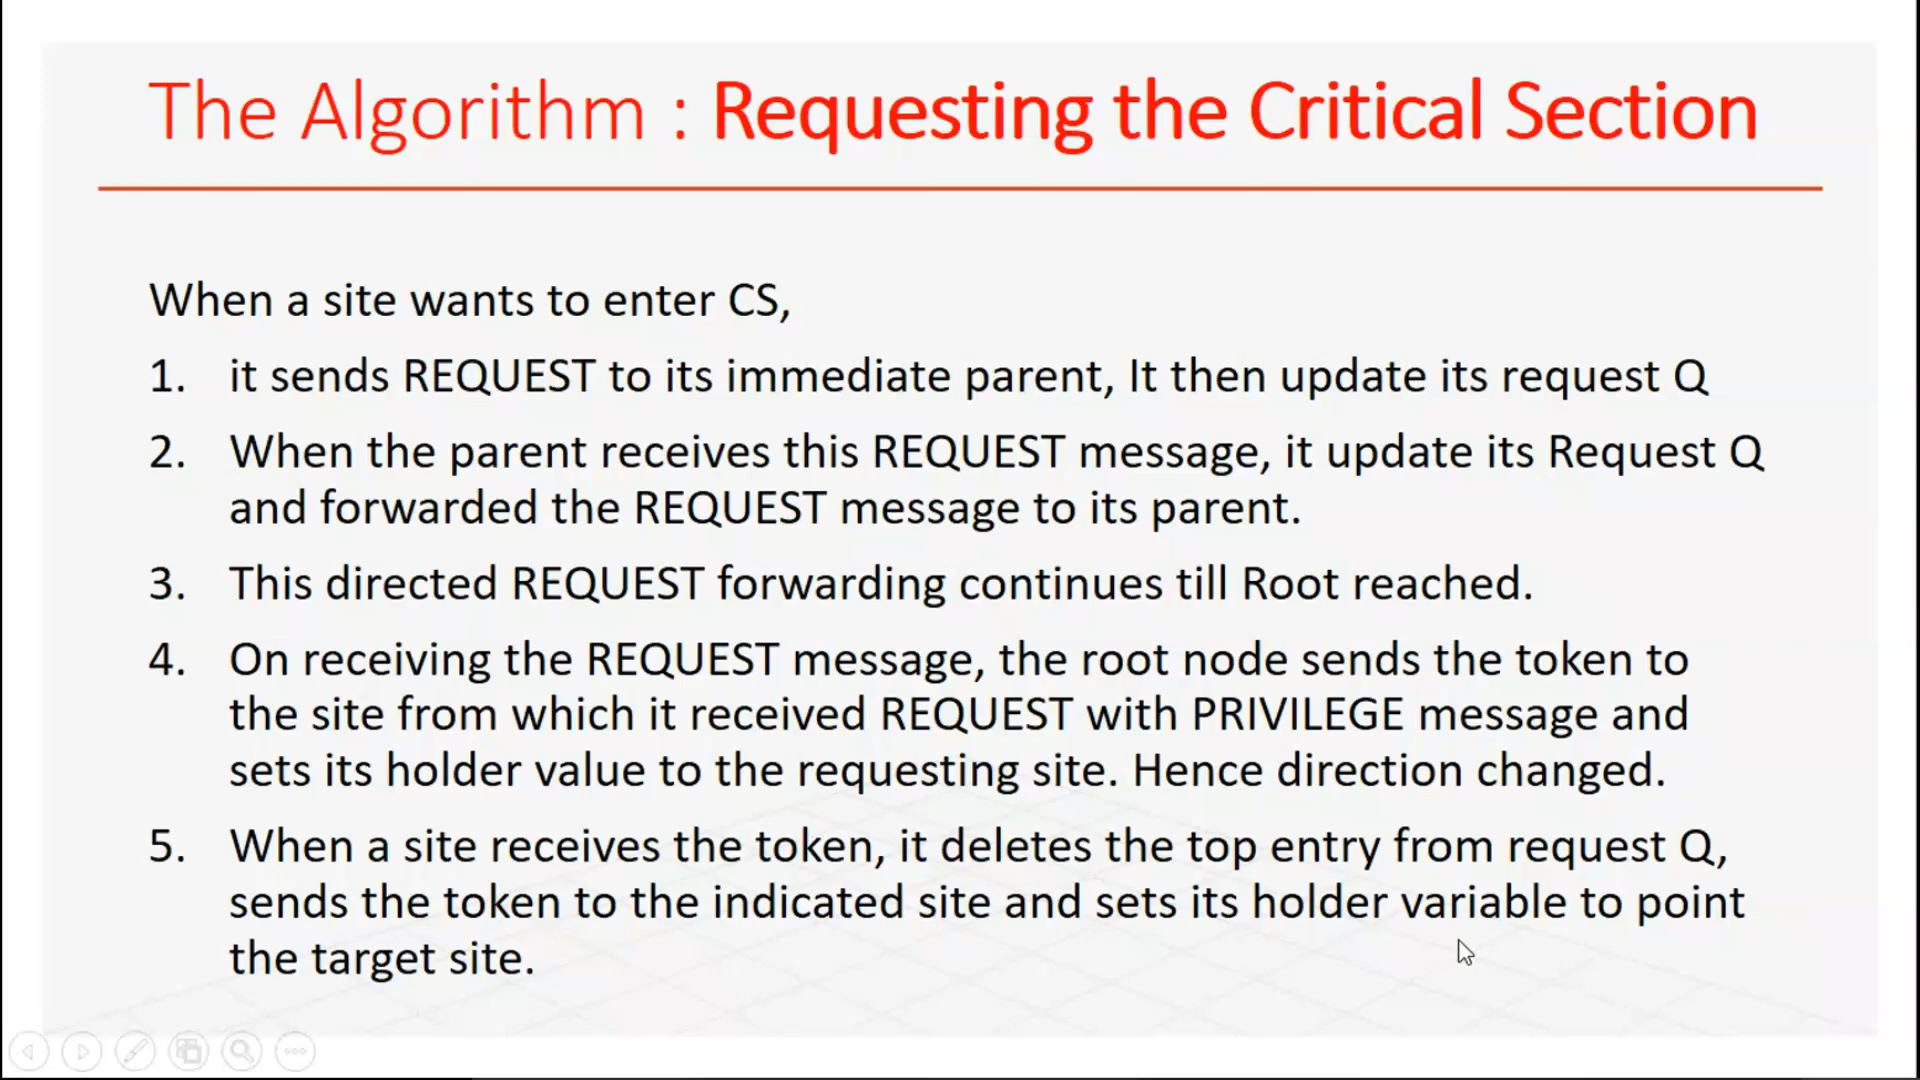 The Algorithm : Requesting the Critical Section
When a site wants to enter CS,
1. it sends REQUEST to its immediate parent, It then update its request Q
2. When the parent receives this REQUEST message, it update its Request Q
and forwarded the REQUEST message to its parent.
3. This directed REQUEST forwarding continues till Root reached.
4. On receiving the REQUEST message, the root node sends the token to
the site from which it received REQUEST with PRIVILEGE message and
sets its holder value to the requesting site. Hence direction changed.
5. When a site receives the token, it deletes the top entry from request Q,
sends the token to the indicated site and sets its holder variable to point
the target site.